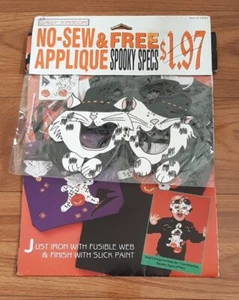 NO-SEW & FREE
APPLIQUE SPOOKY SPECS $1.97
JUST IRON WITH FUSIBLE WEB
& FINISH WITH SLICK PAINT